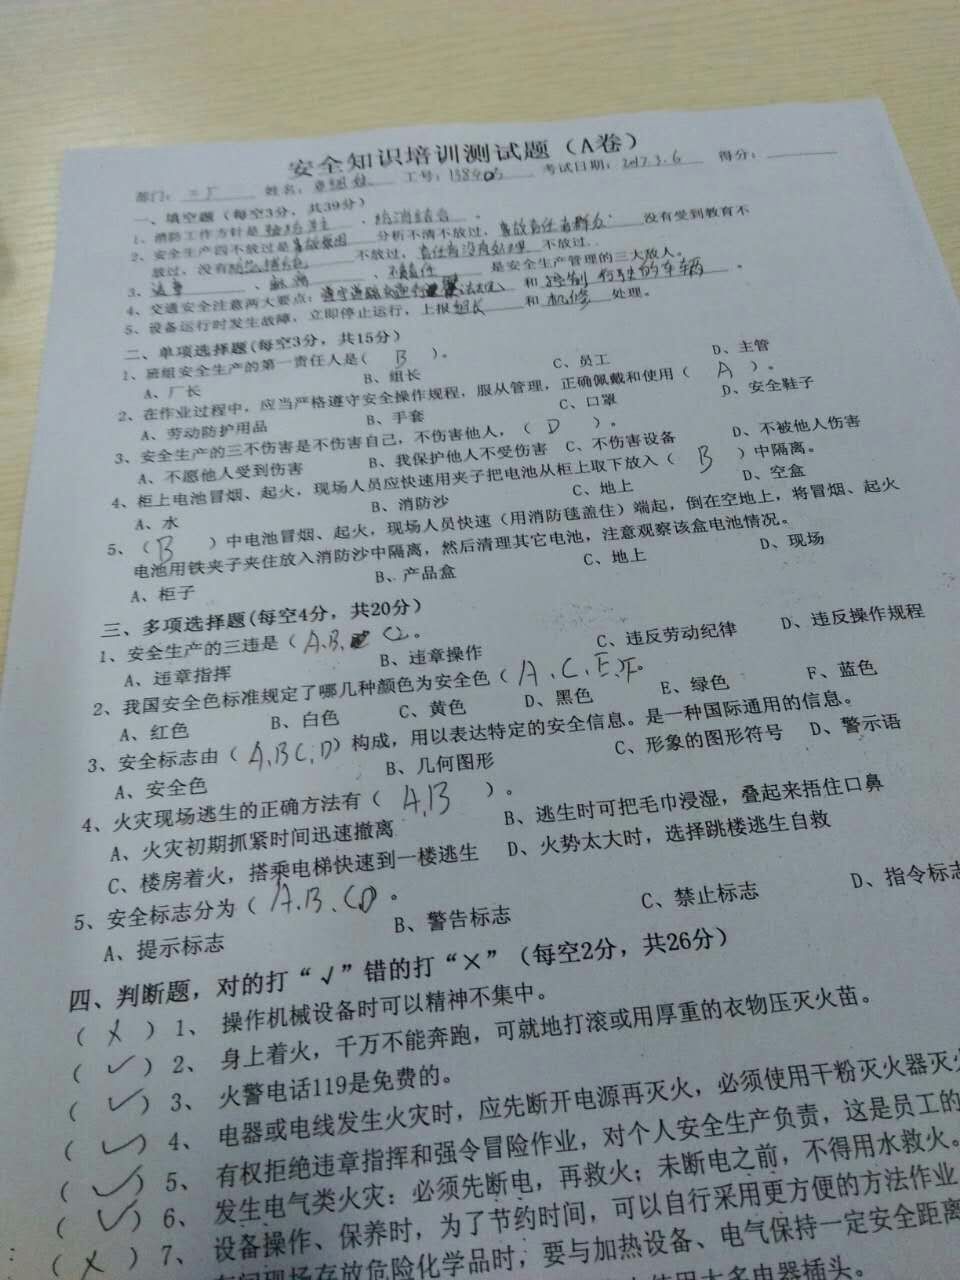 安全知识培训测试题（A卷）
部门：二厂 姓名： 工号：138905 考试日期：2017.3.6 得分：
一、填空题（每空3分，共39分）
1、消防工作方针是预防为主、防消结合。
2、安全生产四不放过是事故原因分析不清不放过，事故责任者群众没有受到教育不
放过，没有防范措施不放过，责任者没有处理不放过。
3、违章、麻痹、不负责任是安全生产管理的三大敌人。
4、交通安全注意两大要点：遵守道路交通法规和控制行驶的车辆。
5、设备运行时发生故障，立即停止运行，上报组长和机修处理。
二、单项选择题(每空3分，共15分）
1、班组安全生产的第一责任人是（ B ）。
A、厂长 B、组长 C、员工 D、主管
2、在作业过程中，应当严格遵守安全操作规程，服从管理，正确佩戴和使用（ A ）。
A、劳动防护用品 B、手套 C、口罩 D、安全鞋子
3、安全生产的三不伤害是不伤害自己，不伤害他人，（ D ）。
A、不愿他人受到伤害 B、我保护他人不受伤害 C、不伤害设备 D、不被他人伤害
4、柜上电池冒烟、起火，现场人员应快速用夹子把电池从柜上取下放入（ B ）中隔离。
A、水 B、消防沙 C、地上 D、空盒
5、（ B ）中电池冒烟、起火，现场人员快速（用消防毯盖住）端起，倒在空地上，将冒烟、起火
电池用铁夹子夹住放入消防沙中隔离，然后清理其它电池，注意观察该盒电池情况。
A、柜子 B、产品盒 C、地上 D、现场
三、多项选择题(每空4分，共20分）
1、安全生产的三违是（A.B. C）。
A、违章指挥 B、违章操作 C、违反劳动纪律 D、违反操作规程
2、我国安全色标准规定了哪几种颜色为安全色（A、C、E、F）。
A、红色 B、白色 C、黄色 D、黑色 E、绿色 F、蓝色
3、安全标志由（A,B C,D）构成，用以表达特定的安全信息。是一种国际通用的信息。
A、安全色 B、几何图形 C、形象的图形符号 D、警示语
4、火灾现场逃生的正确方法有（ A,B ）。
A、火灾初期抓紧时间迅速撤离 B、逃生时可把毛巾浸湿，叠起来捂住口鼻
C、楼房着火，搭乘电梯快速到一楼逃生 D、火势太大时，选择跳楼逃生自救
5、安全标志分为（A.B、C D）。
A、提示标志 B、警告标志 C、禁止标志 D、指令标志
四、判断题，对的打“√”错的打“×”（每空2分，共26分）
（ × ）1、操作机械设备时可以精神不集中。
（ ✓ ）2、身上着火，千万不能奔跑，可就地打滚或用厚重的衣物压灭火苗。
（ ✓ ）3、火警电话119是免费的。
（ ✓ ）4、电器或电线发生火灾时，应先断开电源再灭火，必须使用干粉灭火器灭火
（ ✓ ）5、有权拒绝违章指挥和强令冒险作业，对个人安全生产负责，这是员工的
（ ✓ ）6、发生电气类火灾：必须先断电，再救火；未断电之前，不得用水救火。
（ × ）7、设备操作、保养时，为了节约时间，可以自行采用更方便的方法作业
存放危险化学品时，要与加热设备、电气保持一定安全距离
电器插头。